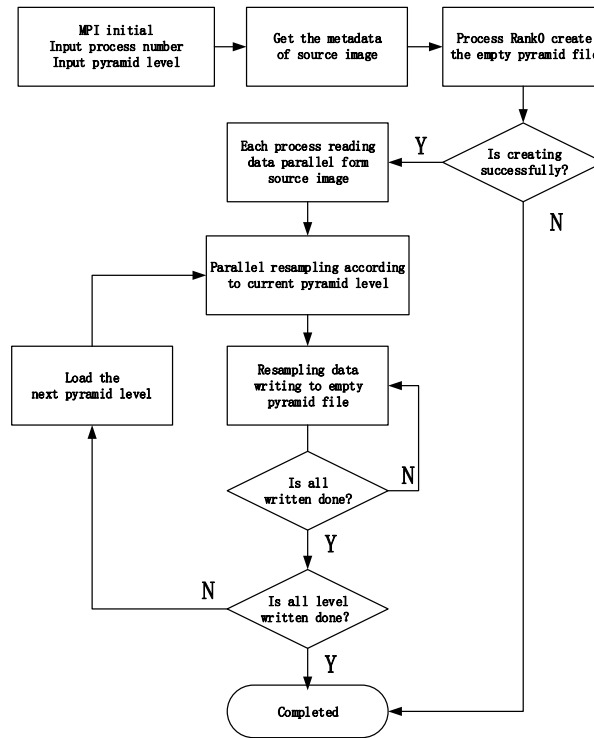 MPI initial
Input process number
Input pyramid level
Get the metadata
of source image
Process Rank0 create
the empty pyramid file
Is creating
successfully?
Y
N
Each process reading
data parallel form
source image
Parallel resampling according
to current pyramid level
Load the
next pyramid level
Resampling data
writing to empty
pyramid file
Is all
written done?
N
Y
Is all level
written done?
N
Y
Completed